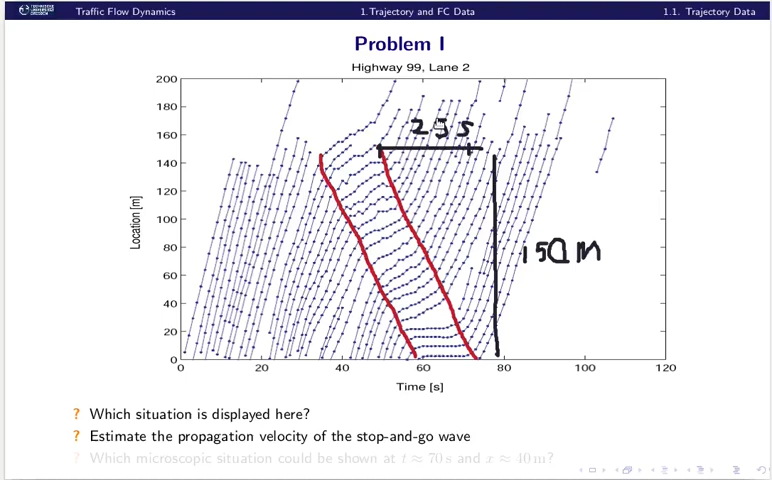 TECHNISCHE UNIVERSITÄT DRESDEN
Traffic Flow Dynamics
1.Trajectory and FC Data
1.1. Trajectory Data
Problem I
Highway 99, Lane 2
200
180
160
140
120
100
80
60
40
20
0
Location [m]
25 s
150 m
0 20 40 60 80 100 120
Time [s]
? Which situation is displayed here?
? Estimate the propagation velocity of the stop-and-go wave
? Which microscopic situation could be shown at t ≈ 70 s and x ≈ 40 m?